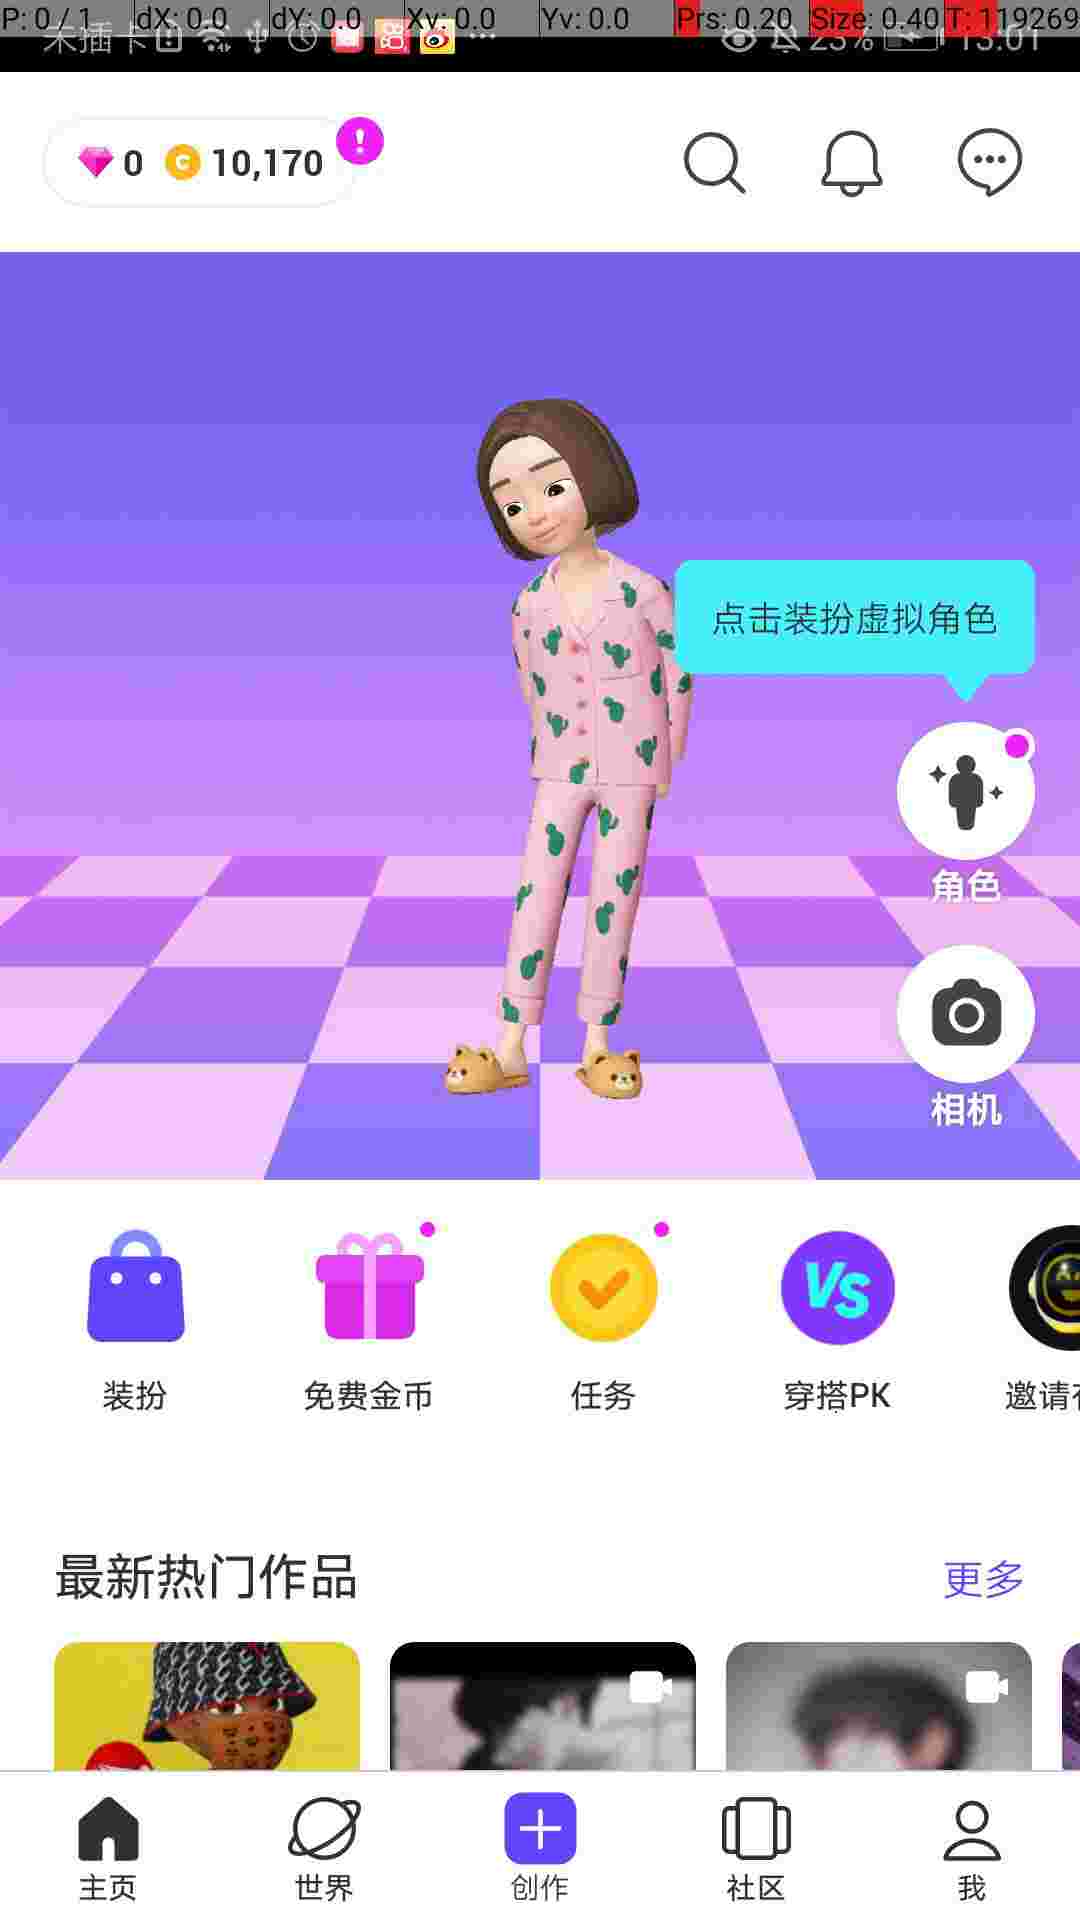 P: 0 / 1 dX: 0.0 dY: 0.0 Xv: 0.0 Yv: 0.0 Prs: 0.20 Size: 0.40 T: 119269
未插卡 23% 13:01
0 C 10,170 !
点击装扮虚拟角色
角色
相机
VS
装扮 免费金币 任务 穿搭PK 邀请
最新热门作品 更多
主页 世界 创作 社区 我